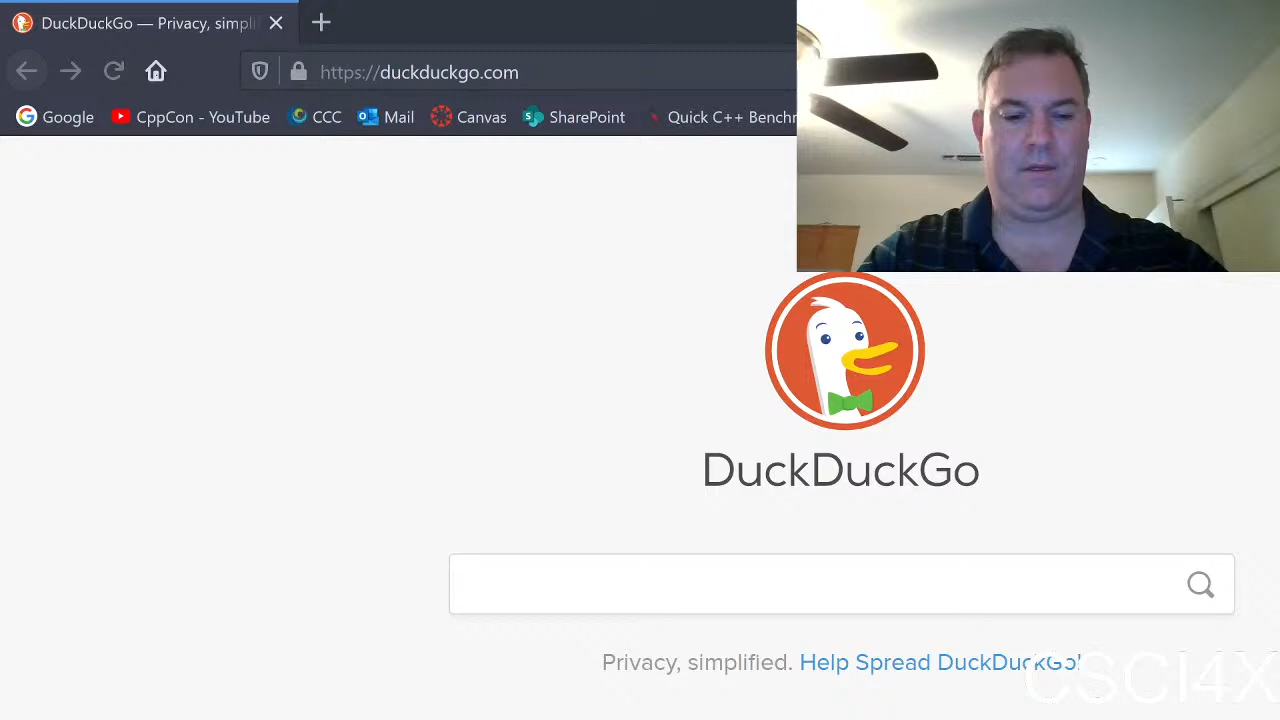 DuckDuckGo — Privacy, simpli
https://duckduckgo.com
Google CppCon - YouTube CCC Mail Canvas SharePoint Quick C++ Benchm
DuckDuckGo
Privacy, simplified. Help Spread DuckDuckGo!
CSCI4X